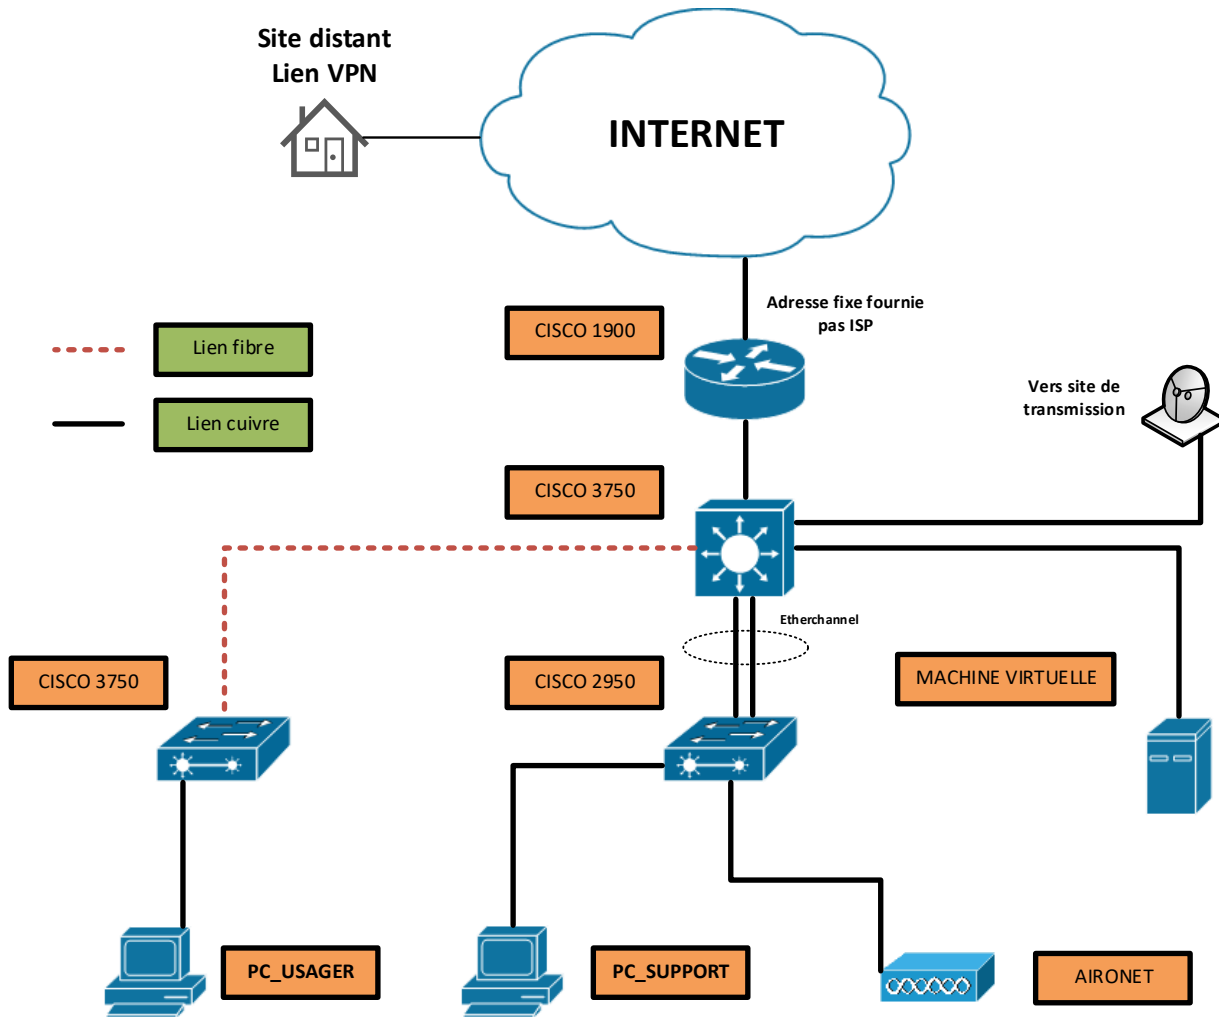 Site distant
Lien VPN
INTERNET
Adresse fixe fournie
pas ISP
CISCO 1900
Lien fibre
Vers site de
transmission
Lien cuivre
CISCO 3750
Etherchannel
CISCO 3750
CISCO 2950
MACHINE VIRTUELLE
PC_USAGER
PC_SUPPORT
AIRONET